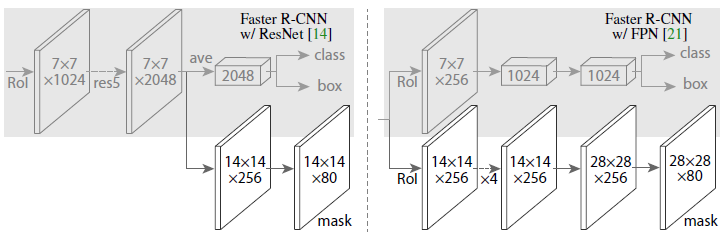 Faster R-CNN
w/ ResNet [14]
RoI
7×7
×1024
res5
7×7
×2048
ave
2048
class
box
14×14
×256
14×14
×80
mask
Faster R-CNN
w/ FPN [21]
RoI
7×7
×256
1024
1024
class
box
RoI
14×14
×256
×4
14×14
×256
28×28
×256
28×28
×80
mask